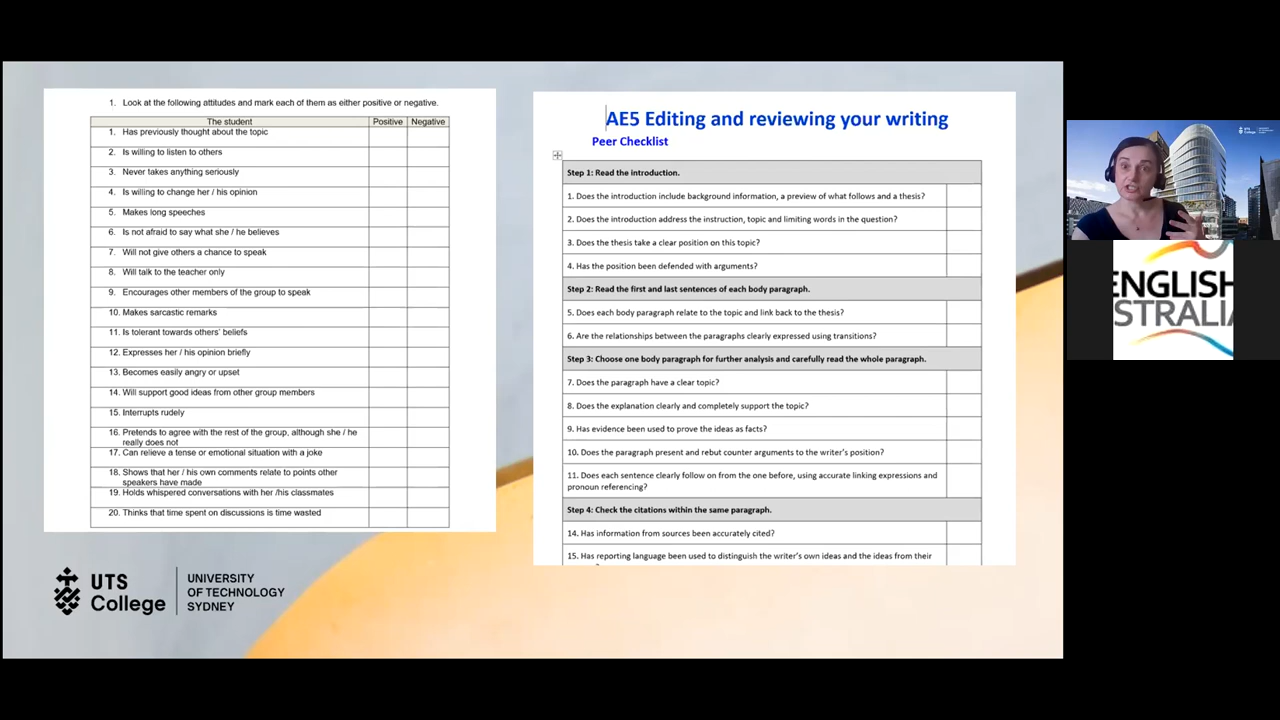 1. Look at the following attitudes and mark each of them as either positive or negative.
The student Positive Negative
1. Has previously thought about the topic
2. Is willing to listen to others
3. Never takes anything seriously
4. Is willing to change her / his opinion
5. Makes long speeches
6. Is not afraid to say what she / he believes
7. Will not give others a chance to speak
8. Will talk to the teacher only
9. Encourages other members of the group to speak
10. Makes sarcastic remarks
11. Is tolerant towards others' beliefs
12. Expresses her / his opinion briefly
13. Becomes easily angry or upset
14. Will support good ideas from other group members
15. Interrupts rudely
16. Pretends to agree with the rest of the group, although she / he
really does not
17. Can relieve a tense or emotional situation with a joke
18. Shows that her / his own comments relate to points other
speakers have made
19. Holds whispered conversations with her /his classmates
20. Thinks that time spent on discussions is time wasted
AE5 Editing and reviewing your writing
Peer Checklist
Step 1: Read the introduction.
1. Does the introduction include background information, a preview of what follows and a thesis?
2. Does the introduction address the instruction, topic and limiting words in the question?
3. Does the thesis take a clear position on this topic?
4. Has the position been defended with arguments?
Step 2: Read the first and last sentences of each body paragraph.
5. Does each body paragraph relate to the topic and link back to the thesis?
6. Are the relationships between the paragraphs clearly expressed using transitions?
Step 3: Choose one body paragraph for further analysis and carefully read the whole paragraph.
7. Does the paragraph have a clear topic?
8. Does the explanation clearly and completely support the topic?
9. Has evidence been used to prove the ideas as facts?
10. Does the paragraph present and rebut counter arguments to the writer's position?
11. Does each sentence clearly follow on from the one before, using accurate linking expressions and
pronoun referencing?
Step 4: Check the citations within the same paragraph.
14. Has information from sources been accurately cited?
15. Has reporting language been used to distinguish the writer's own ideas and the ideas from their
UTS
College
UNIVERSITY
OF TECHNOLOGY
SYDNEY
UTS
College
ENGLISH
AUSTRALIA